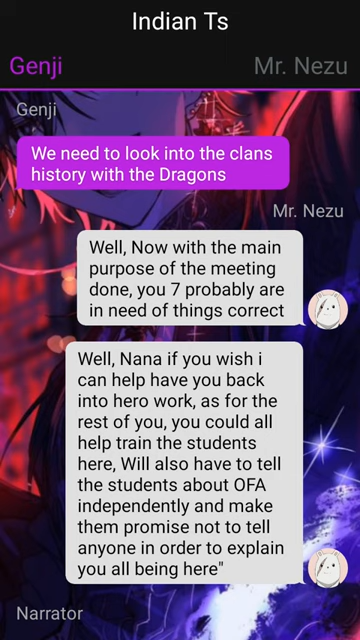 Indian Ts
Genji
Mr. Nezu
Genji
We need to look into the clans
history with the Dragons
Mr. Nezu
Well, Now with the main
purpose of the meeting
done, you 7 probably are
in need of things correct
Well, Nana if you wish i
can help have you back
into hero work, as for the
rest of you, you could all
help train the students
here, Will also have to tell
the students about OFA
independently and make
them promise not to tell
anyone in order to explain
you all being here"
Narrator